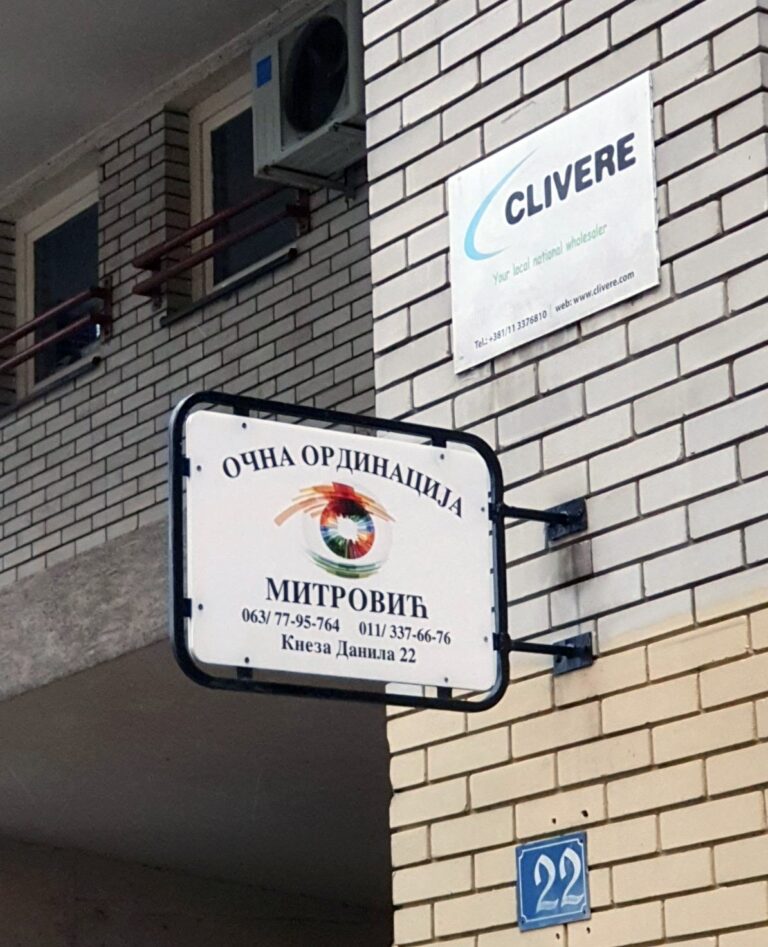 CLIVERE
Your local national wholesaler
Tel.: +381/11 3376810 | web: www.clivere.com
ОЧНА ОРДИНАЦИЈА
МИТРОВИЋ
063/ 77-95-764 011/ 337-66-76
Кнеза Данила 22
22